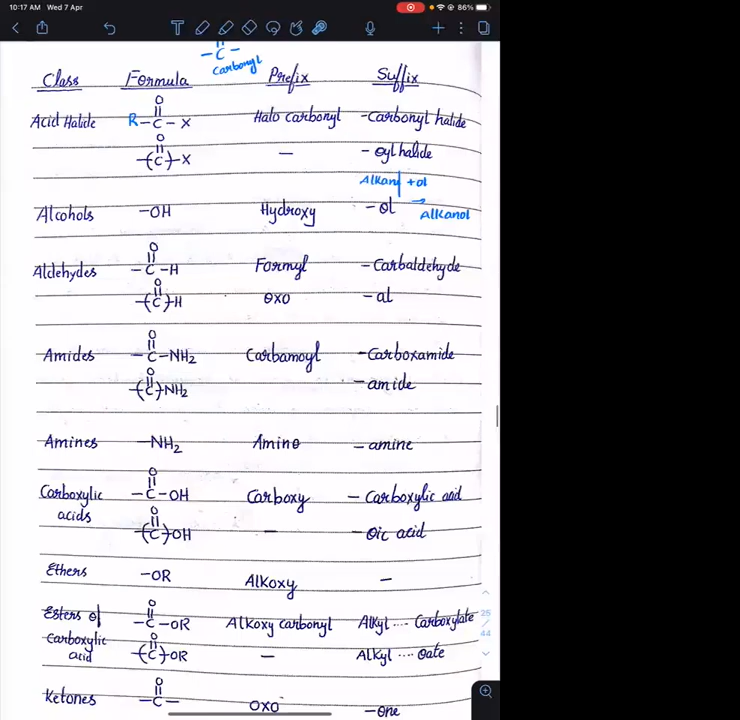 10:17 AM Wed 7 Apr 86%
O
-C-
Carbonyl
Class Formula Prefix Suffix
O
Acid Halide R-C-X Halo carbonyl -Carbonyl halide
O
-(C)-X — -oyl halide
Alkane + ol
Alcohols -OH Hydroxy -ol → Alkanol
O
Aldehydes -C-H Formyl -Carbaldehyde
O
-(C)-H oxo -al
O
Amides -C-NH2 Carbamoyl -Carboxamide
O
-(C)-NH2 -amide
Amines -NH2 Amino -amine
O
Carboxylic acids -C-OH Carboxy -Carboxylic acid
O
-(C)-OH — -oic acid
Ethers -OR Alkoxy —
O
Esters of -C-OR Alkoxy carbonyl Alkyl .... Carboxylate
O
Carboxylic acid -(C)-OR — Alkyl .... oate
25
/
44
O
Ketones -C- oxo -one